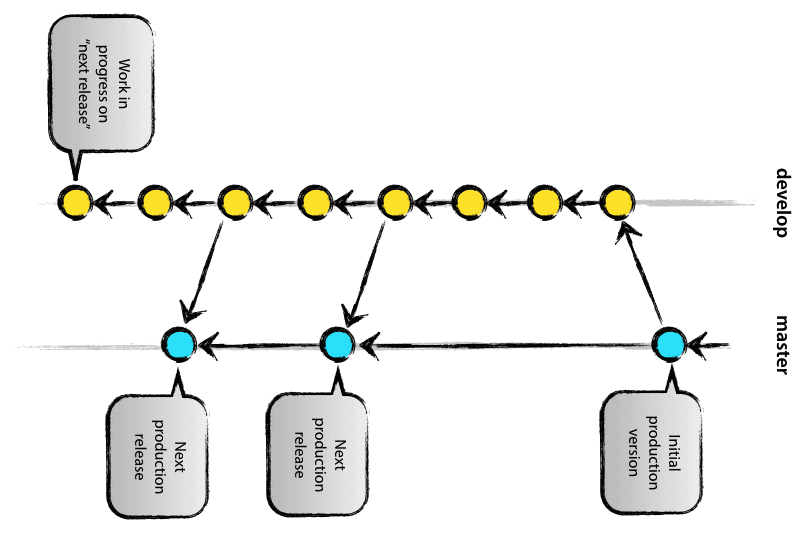 develop
master
Initial
production
version
Next
production
release
Next
production
release
Work in
progress on
“next release”